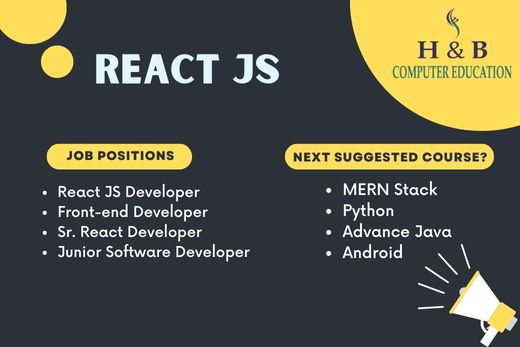 H & B
COMPUTER EDUCATION
REACT JS
JOB POSITIONS
• React JS Developer
• Front-end Developer
• Sr. React Developer
• Junior Software Developer
NEXT SUGGESTED COURSE?
• MERN Stack
• Python
• Advance Java
• Android